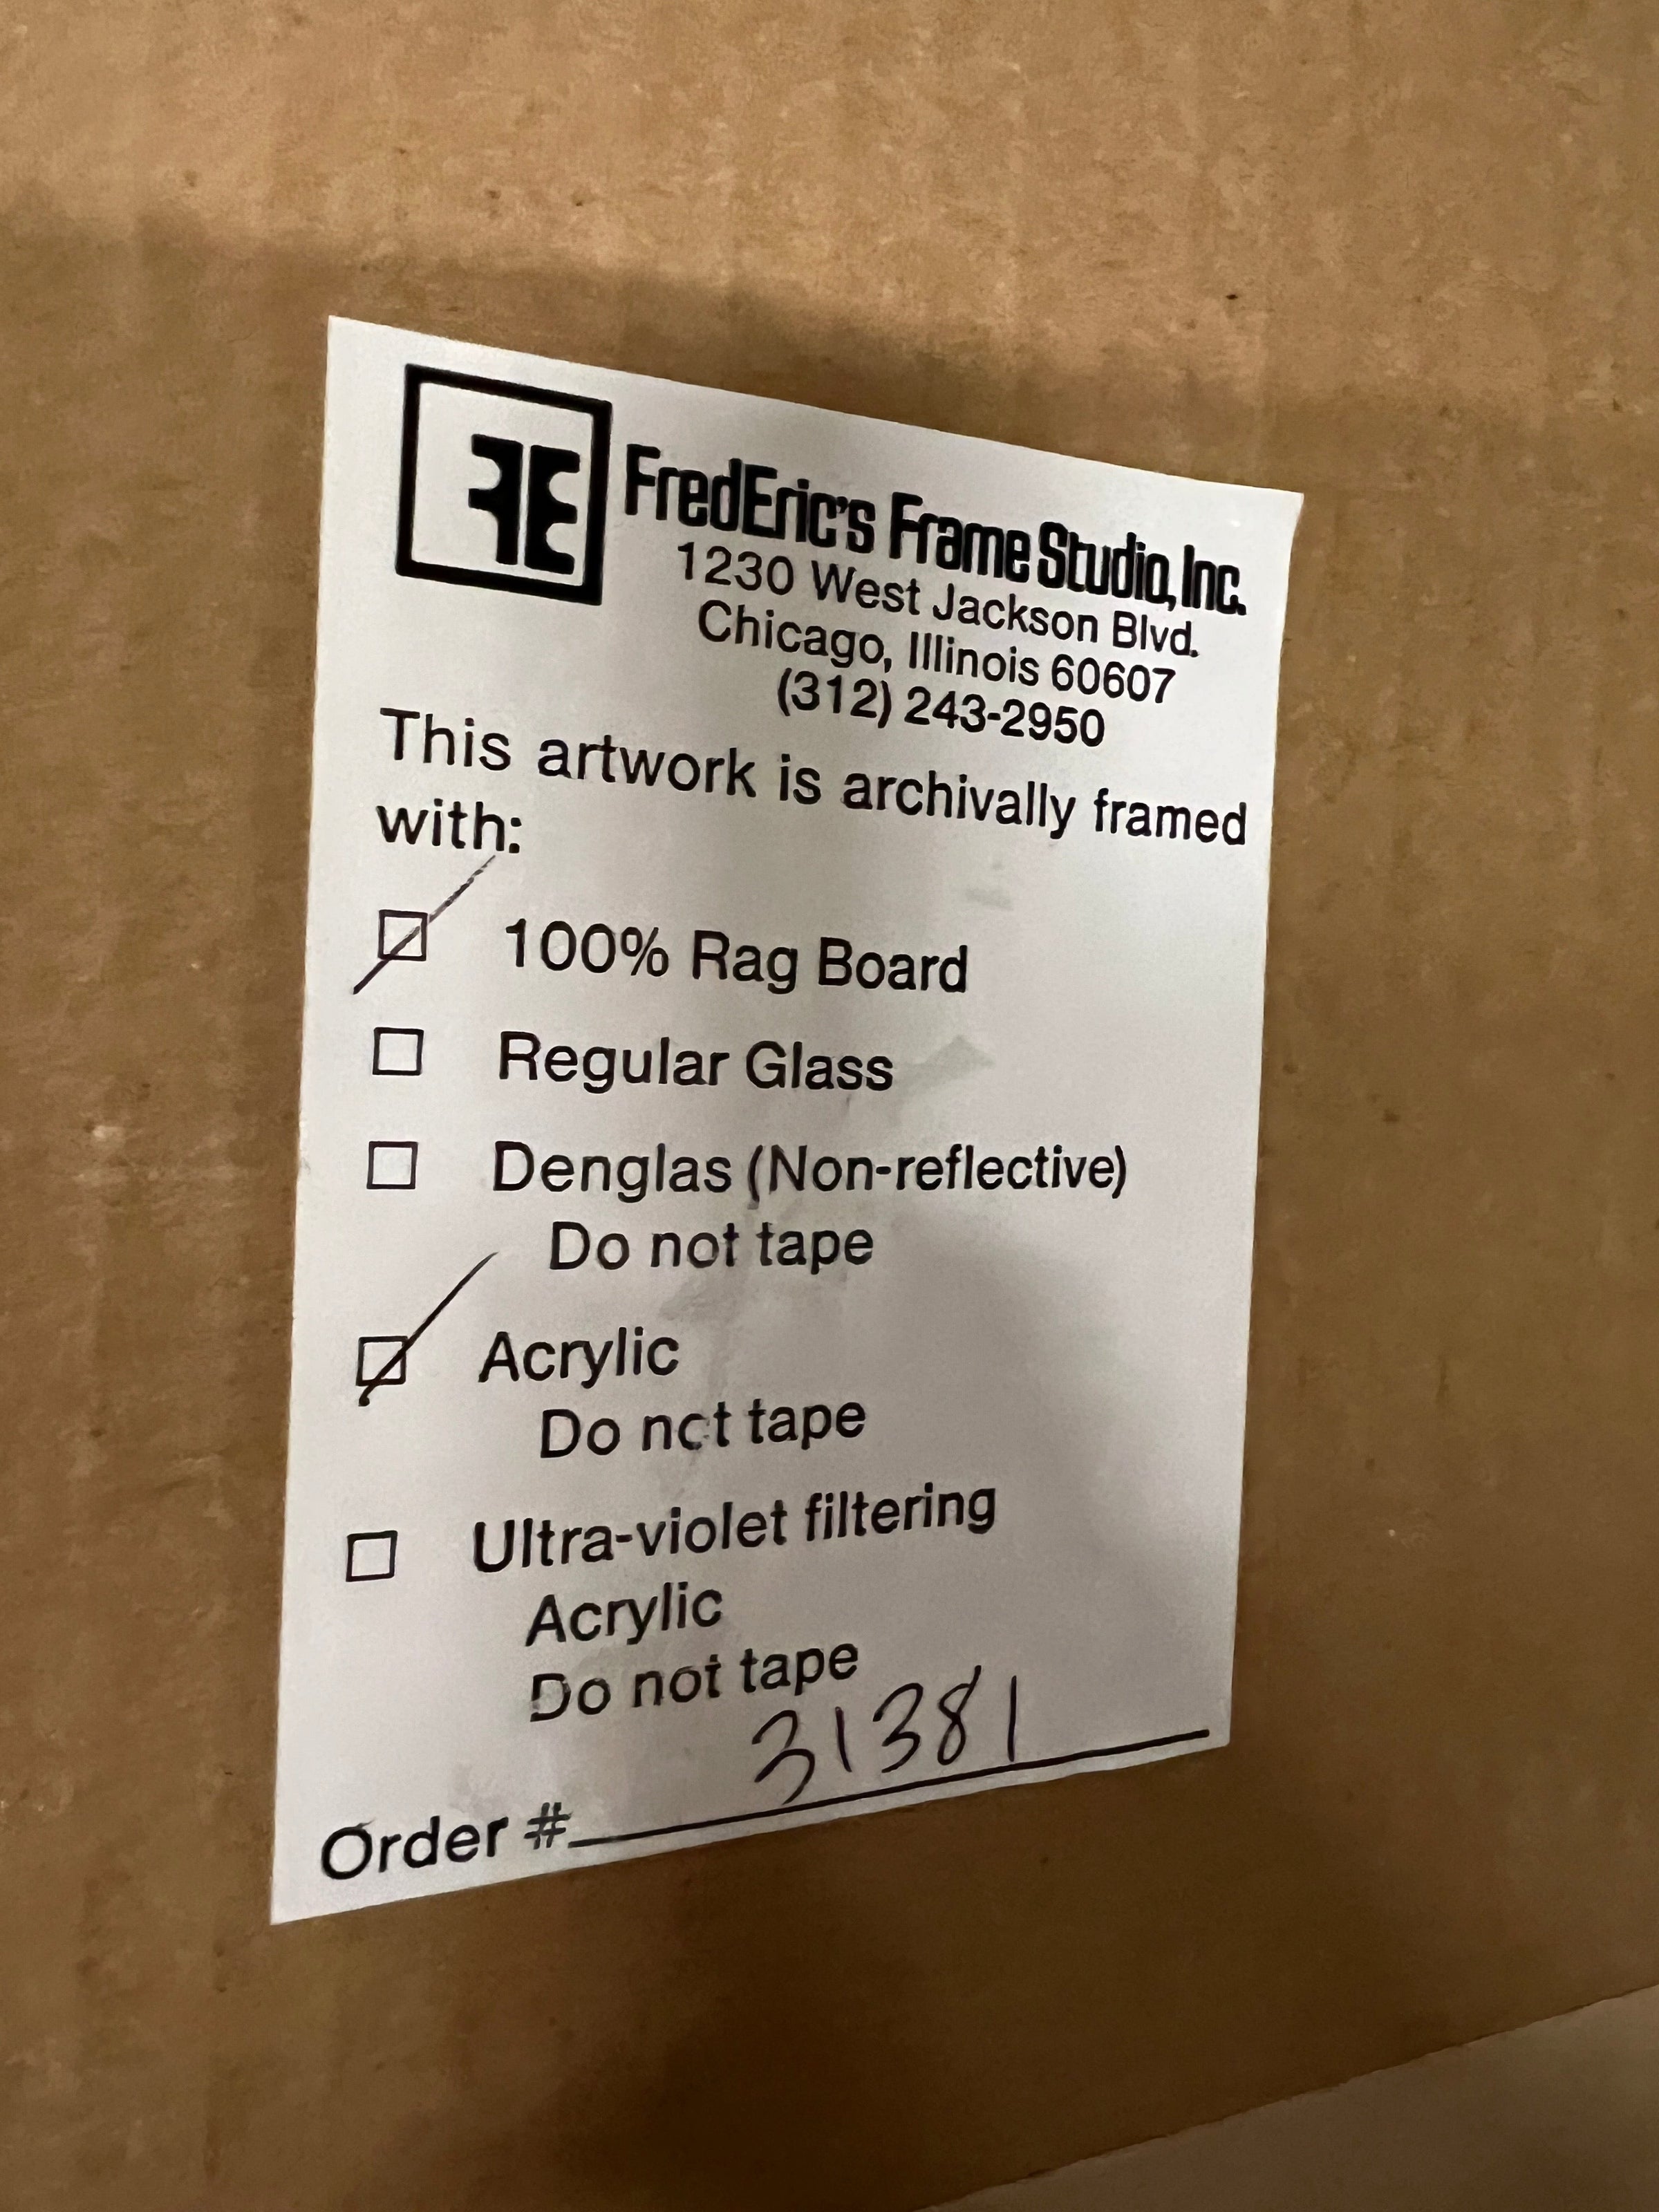 FE
FredEric's Frame Studio, Inc.
1230 West Jackson Blvd.
Chicago, Illinois 60607
(312) 243-2950
This artwork is archivally framed
with:
100% Rag Board
Regular Glass
Denglas (Non-reflective)
Do not tape
Acrylic
Do not tape
Ultra-violet filtering
Acrylic
Do not tape
31381
Order #